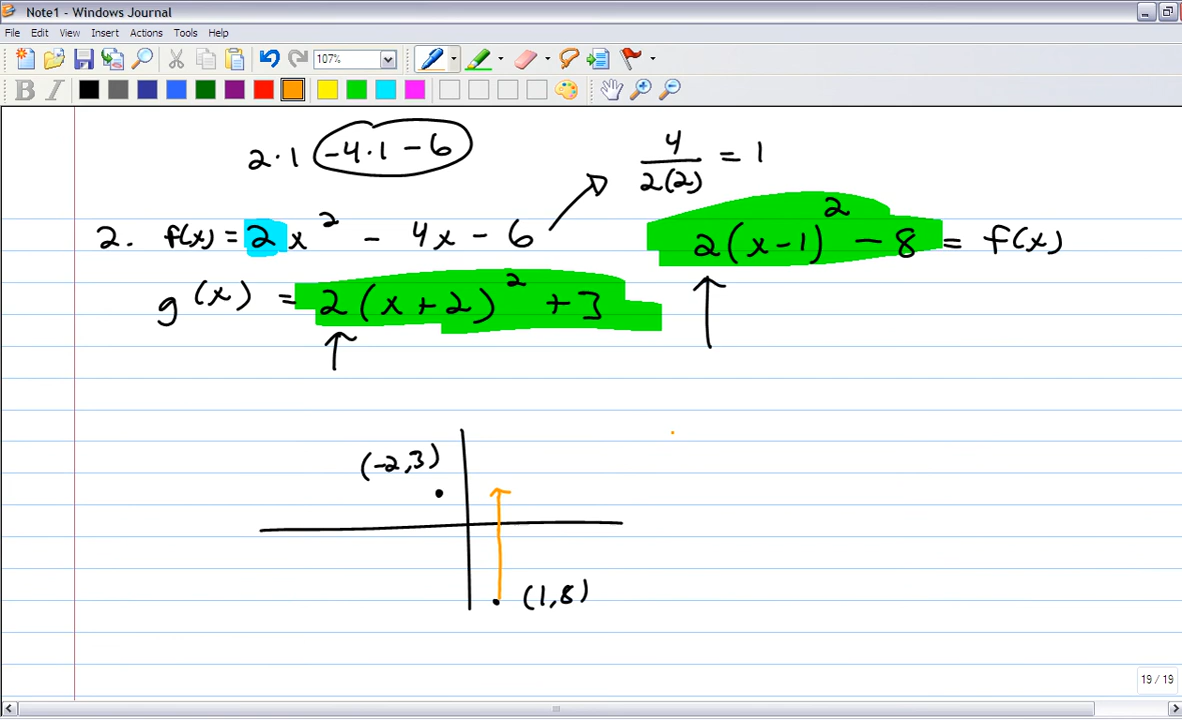 Note1 - Windows Journal
File Edit View Insert Actions Tools Help
107%
B I
2·1 -4·1 - 6
4/2(2) = 1
2. f(x) = 2x² - 4x - 6
2(x-1)² - 8 = f(x)
g(x) = 2(x+2)² + 3
(-2,3)
(1,8)
19 / 19